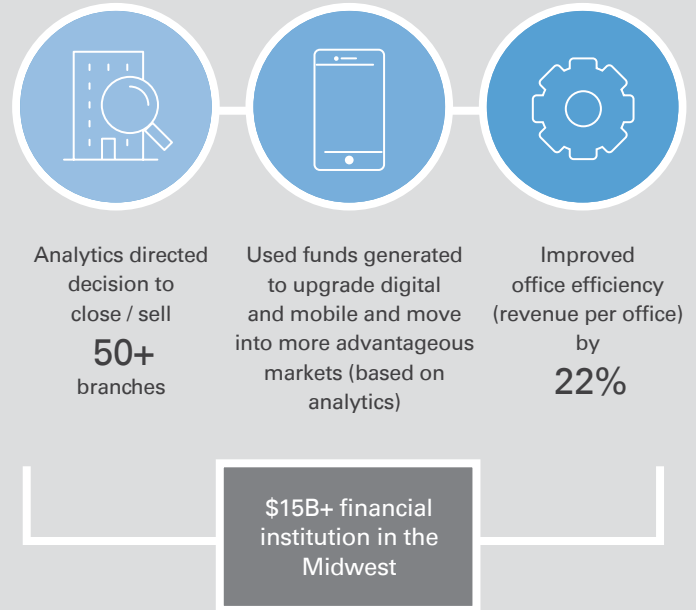 Analytics directed
decision to
close / sell
50+
branches
Used funds generated
to upgrade digital
and mobile and move
into more advantageous
markets (based on
analytics)
Improved
office efficiency
(revenue per office)
by
22%
$15B+ financial
institution in the
Midwest